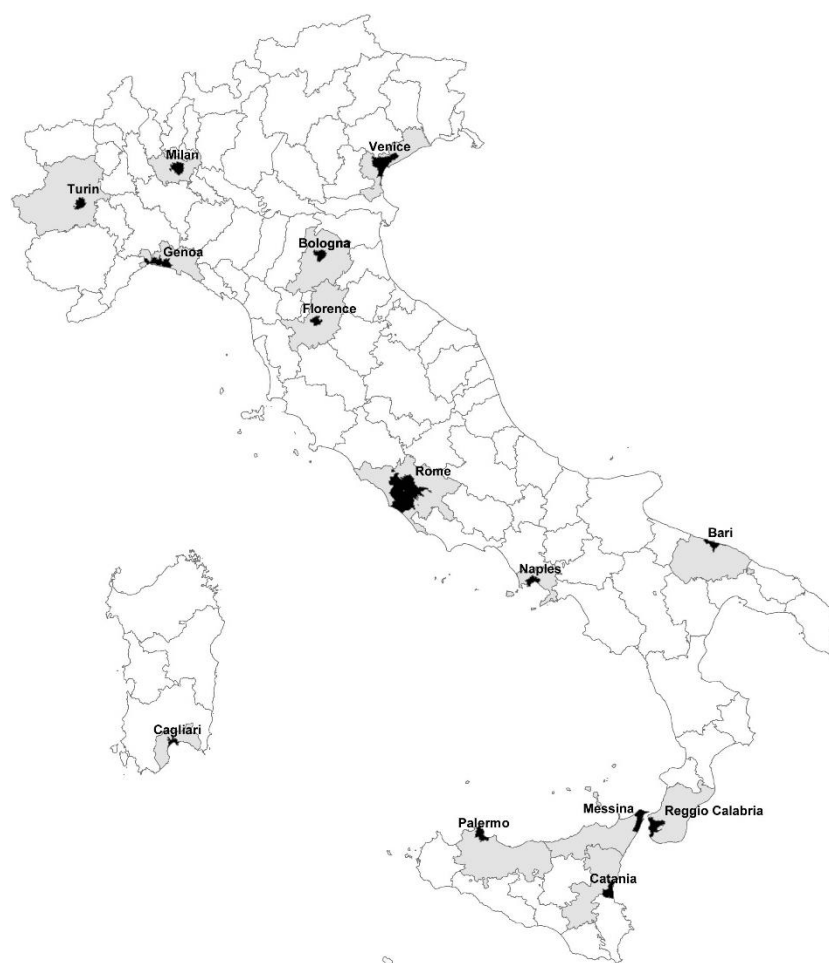 Venice
Milan
Turin
Bologna
Genoa
Florence
Rome
Bari
Naples
Cagliari
Messina
Reggio Calabria
Palermo
Catania